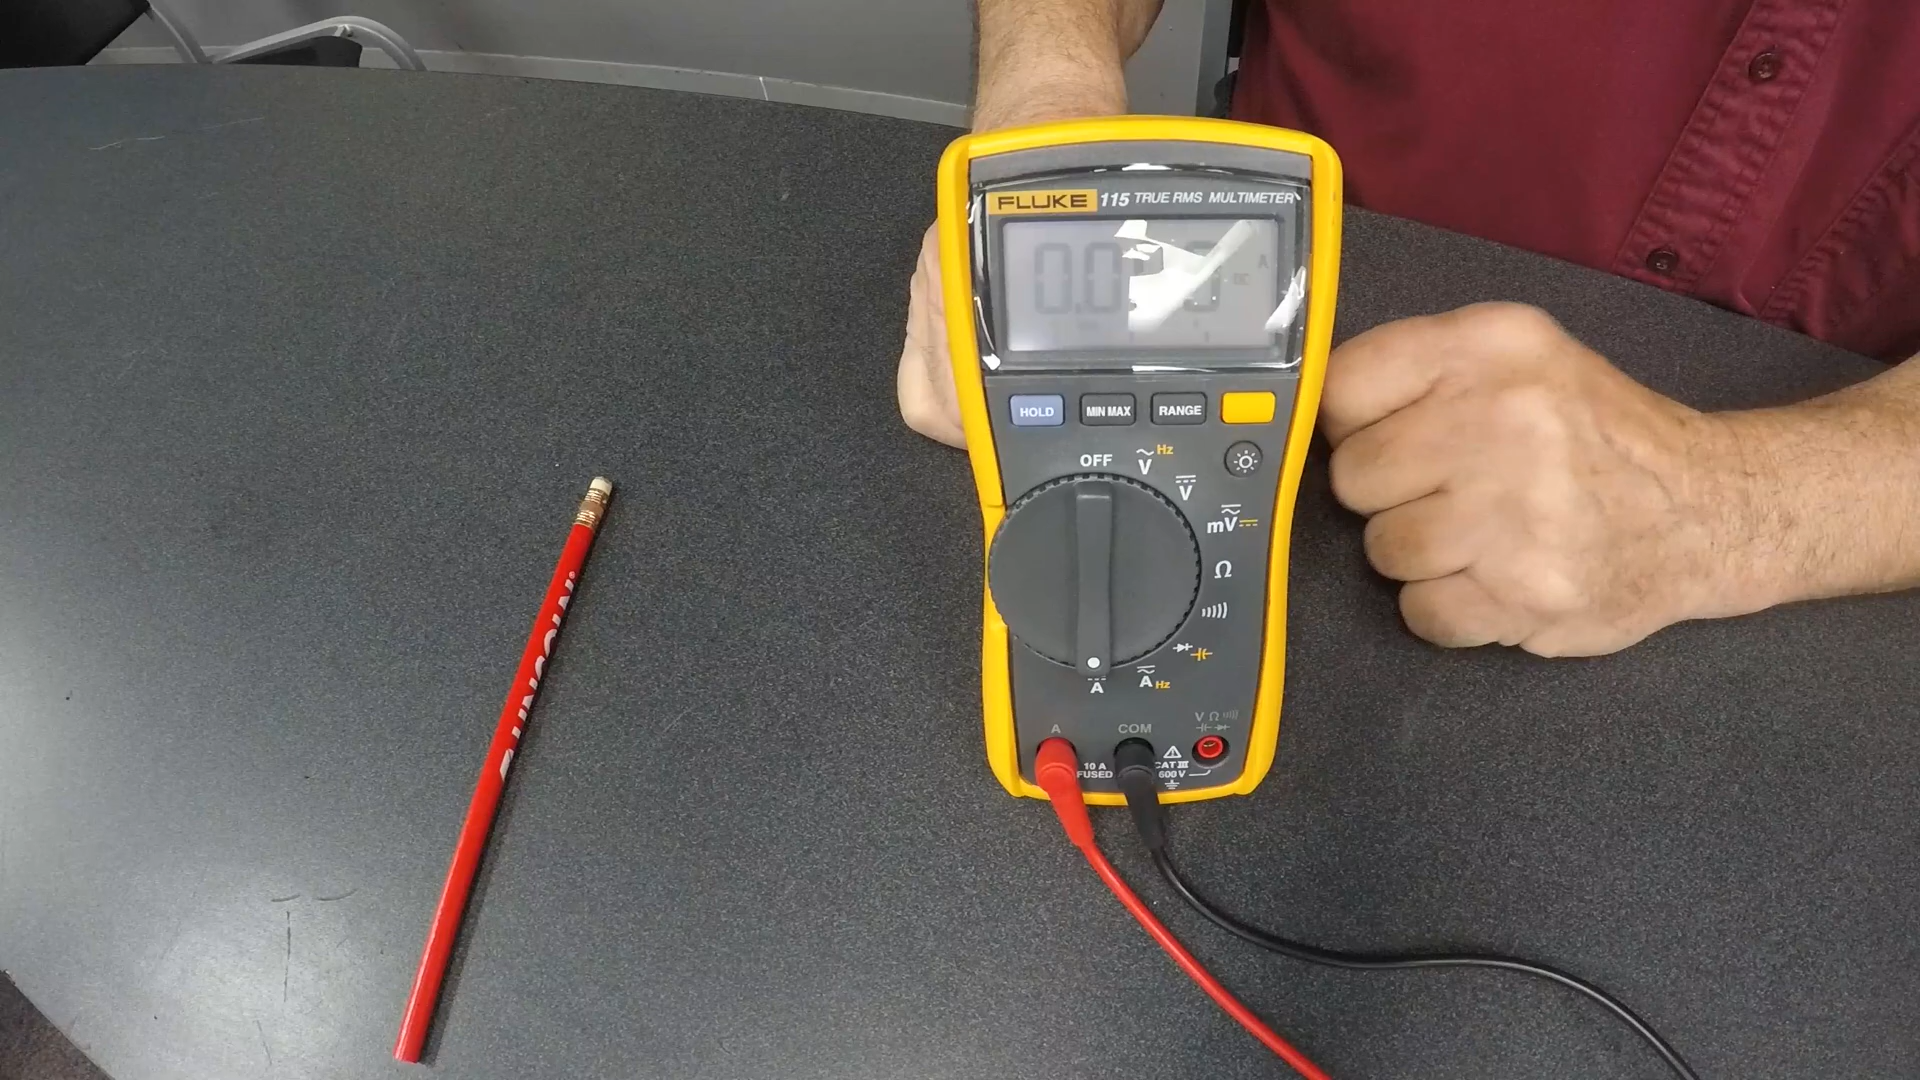 FLUKE 115 TRUE RMS MULTIMETER
A
DC
HOLD MIN MAX RANGE
OFF
V Hz
V
mV
Ω
A
A Hz
A COM V Ω
10 A
FUSED
CAT III
600 V